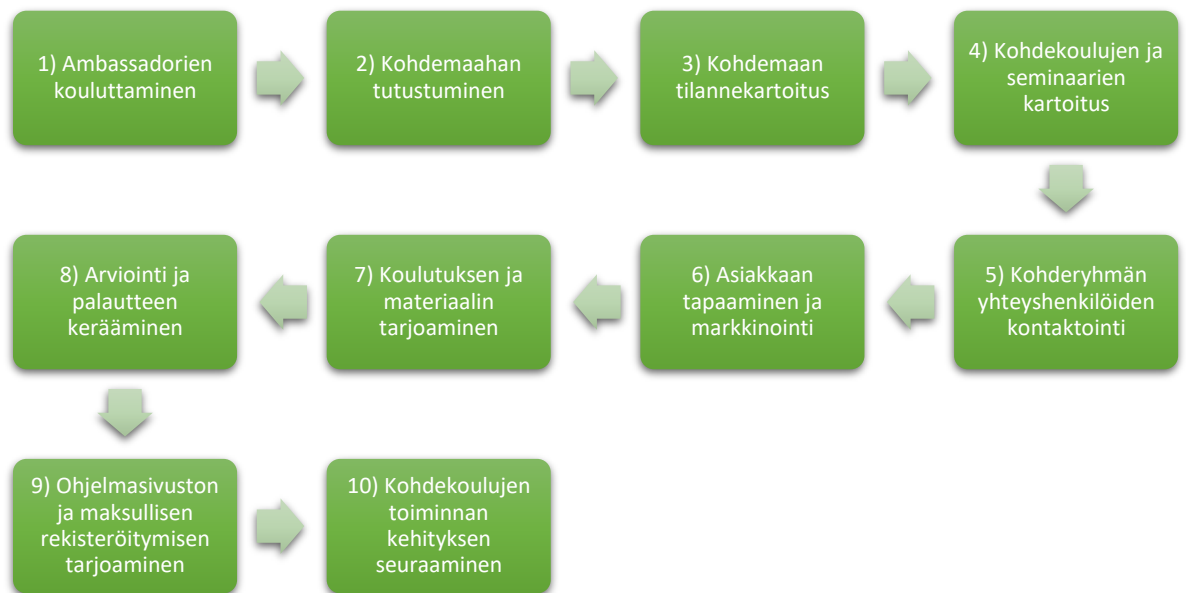 1) Ambassadorien
kouluttaminen
2) Kohdemaahan
tutustuminen
3) Kohdemaan
tilannekartoitus
4) Kohdekoulujen ja
seminaarien
kartoitus
5) Kohderyhmän
yhteyshenkilöiden
kontaktointi
6) Asiakkaan
tapaaminen ja
markkinointi
7) Koulutuksen ja
materiaalin
tarjoaminen
8) Arviointi ja
palautteen
kerääminen
9) Ohjelmasivuston
ja maksullisen
rekisteröitymisen
tarjoaminen
10) Kohdekoulujen
toiminnan
kehityksen
seuraaminen